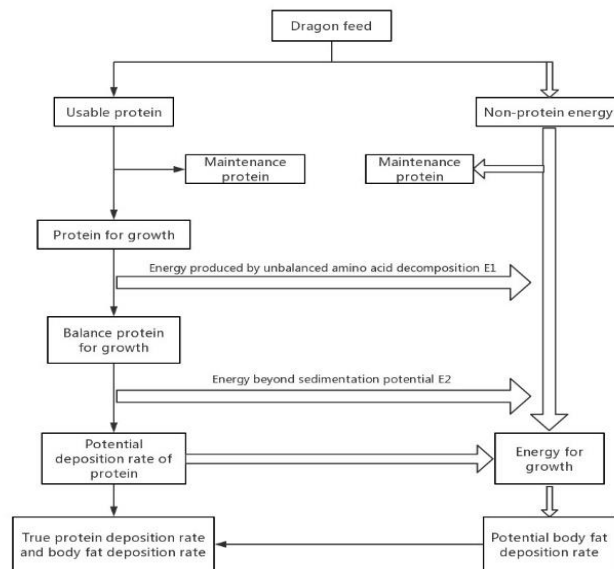 Dragon feed
Usable protein
Non-protein energy
Maintenance
protein
Maintenance
protein
Protein for growth
Energy produced by unbalanced amino acid decomposition E1
Balance protein
for growth
Energy beyond sedimentation potential E2
Potential
deposition rate of
protein
Energy for
growth
True protein deposition rate
and body fat deposition rate
Potential body fat
deposition rate